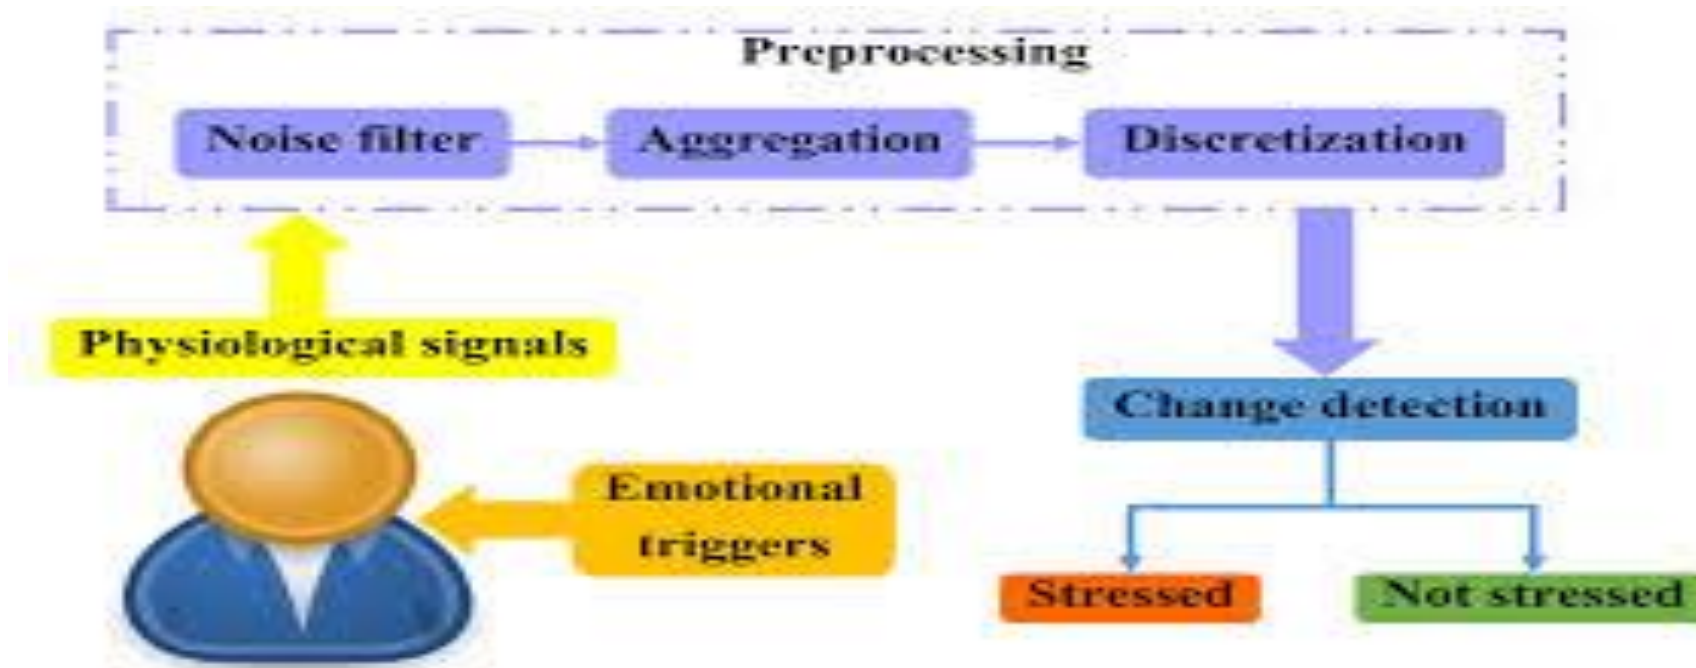 Preprocessing
Noise filter
Aggregation
Discretization
Physiological signals
Change detection
Emotional
triggers
Stressed
Not stressed